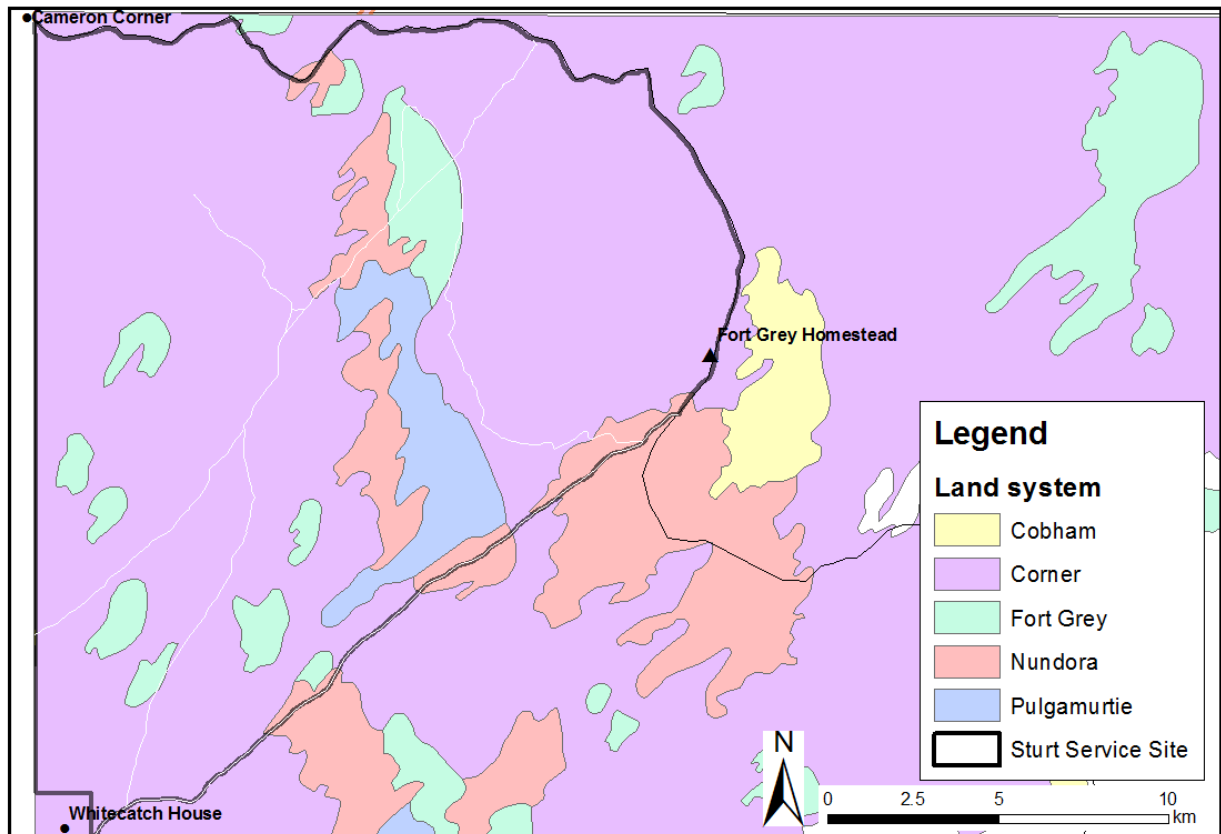 Cameron Corner
Fort Grey Homestead
Legend
Land system
Cobham
Corner
Fort Grey
Nundora
Pulgamurtie
Sturt Service Site
N
0 2.5 5 10
km
Whitecatch House